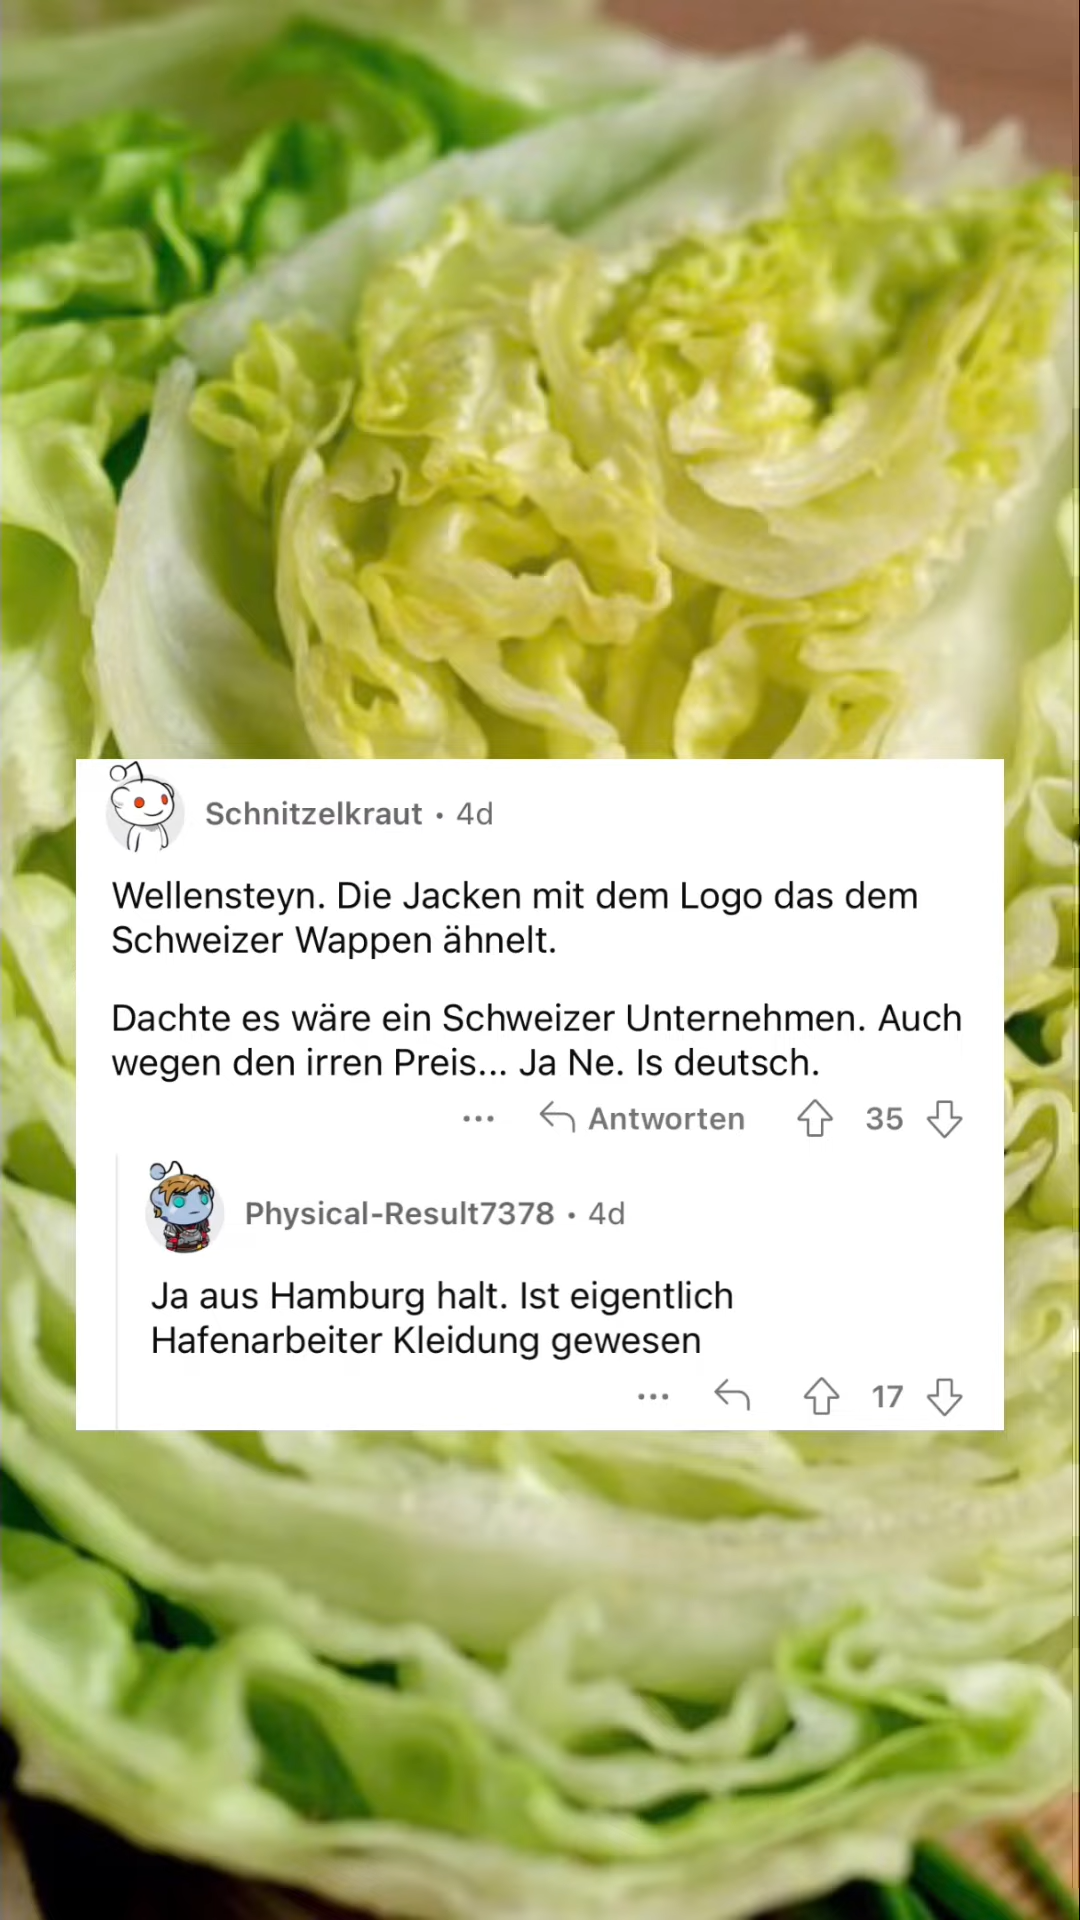 Schnitzelkraut · 4d
Wellensteyn. Die Jacken mit dem Logo das dem
Schweizer Wappen ähnelt.
Dachte es wäre ein Schweizer Unternehmen. Auch
wegen den irren Preis... Ja Ne. Is deutsch.
... Antworten 35
Physical-Result7378 · 4d
Ja aus Hamburg halt. Ist eigentlich
Hafenarbeiter Kleidung gewesen
... 17